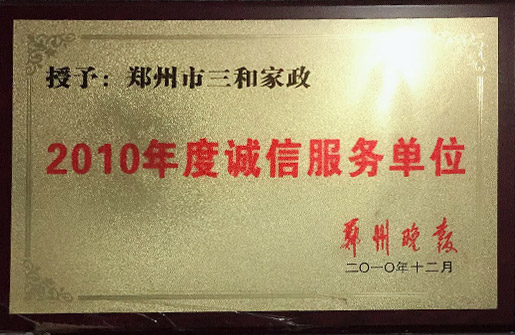 授予：郑州市三和家政
2010年度诚信服务单位
郑州晚报
二〇一〇年十二月